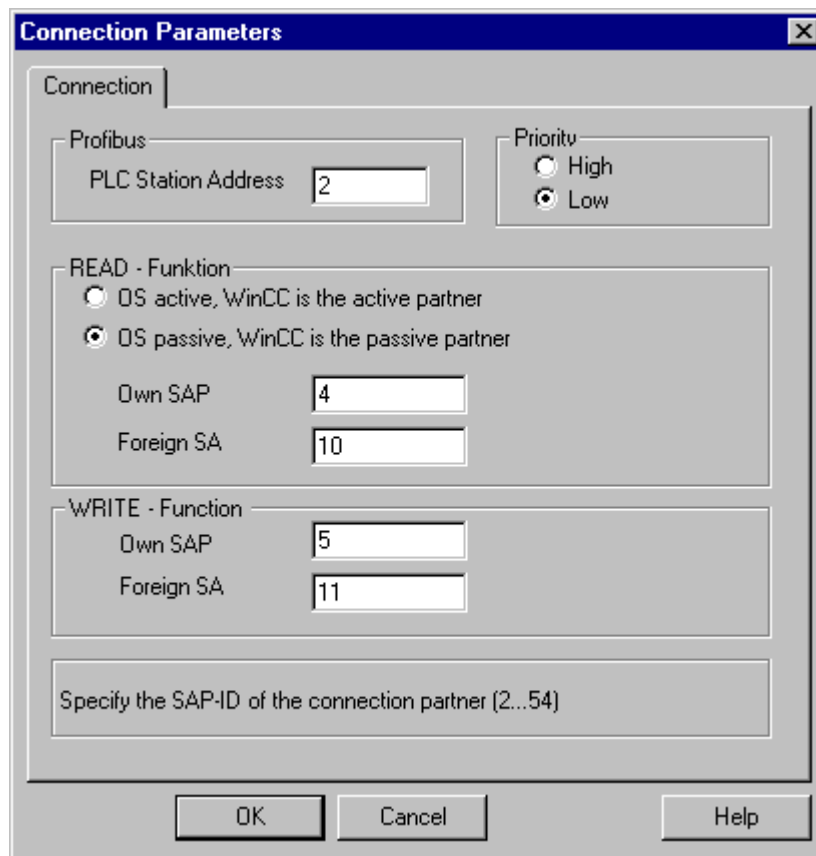 Connection Parameters
Connection
Profibus
PLC Station Address 2
Priority
High
Low
READ - Funktion
OS active, WinCC is the active partner
OS passive, WinCC is the passive partner
Own SAP 4
Foreign SA 10
WRITE - Function
Own SAP 5
Foreign SA 11
Specify the SAP-ID of the connection partner (2...54)
OK Cancel Help